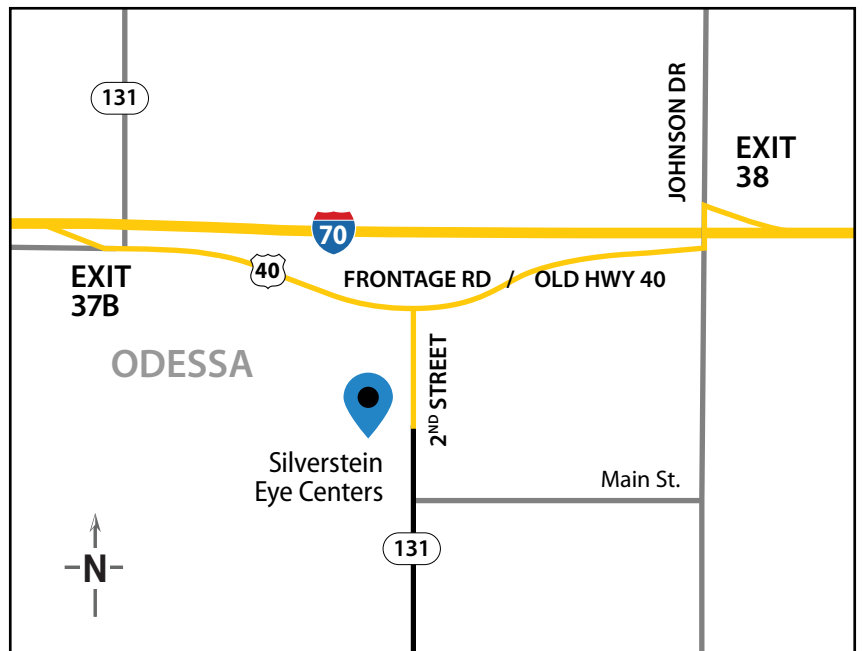 131
JOHNSON DR
EXIT
38
70
40
EXIT
37B
FRONTAGE RD / OLD HWY 40
ODESSA
2ND STREET
Silverstein
Eye Centers
Main St.
131
N